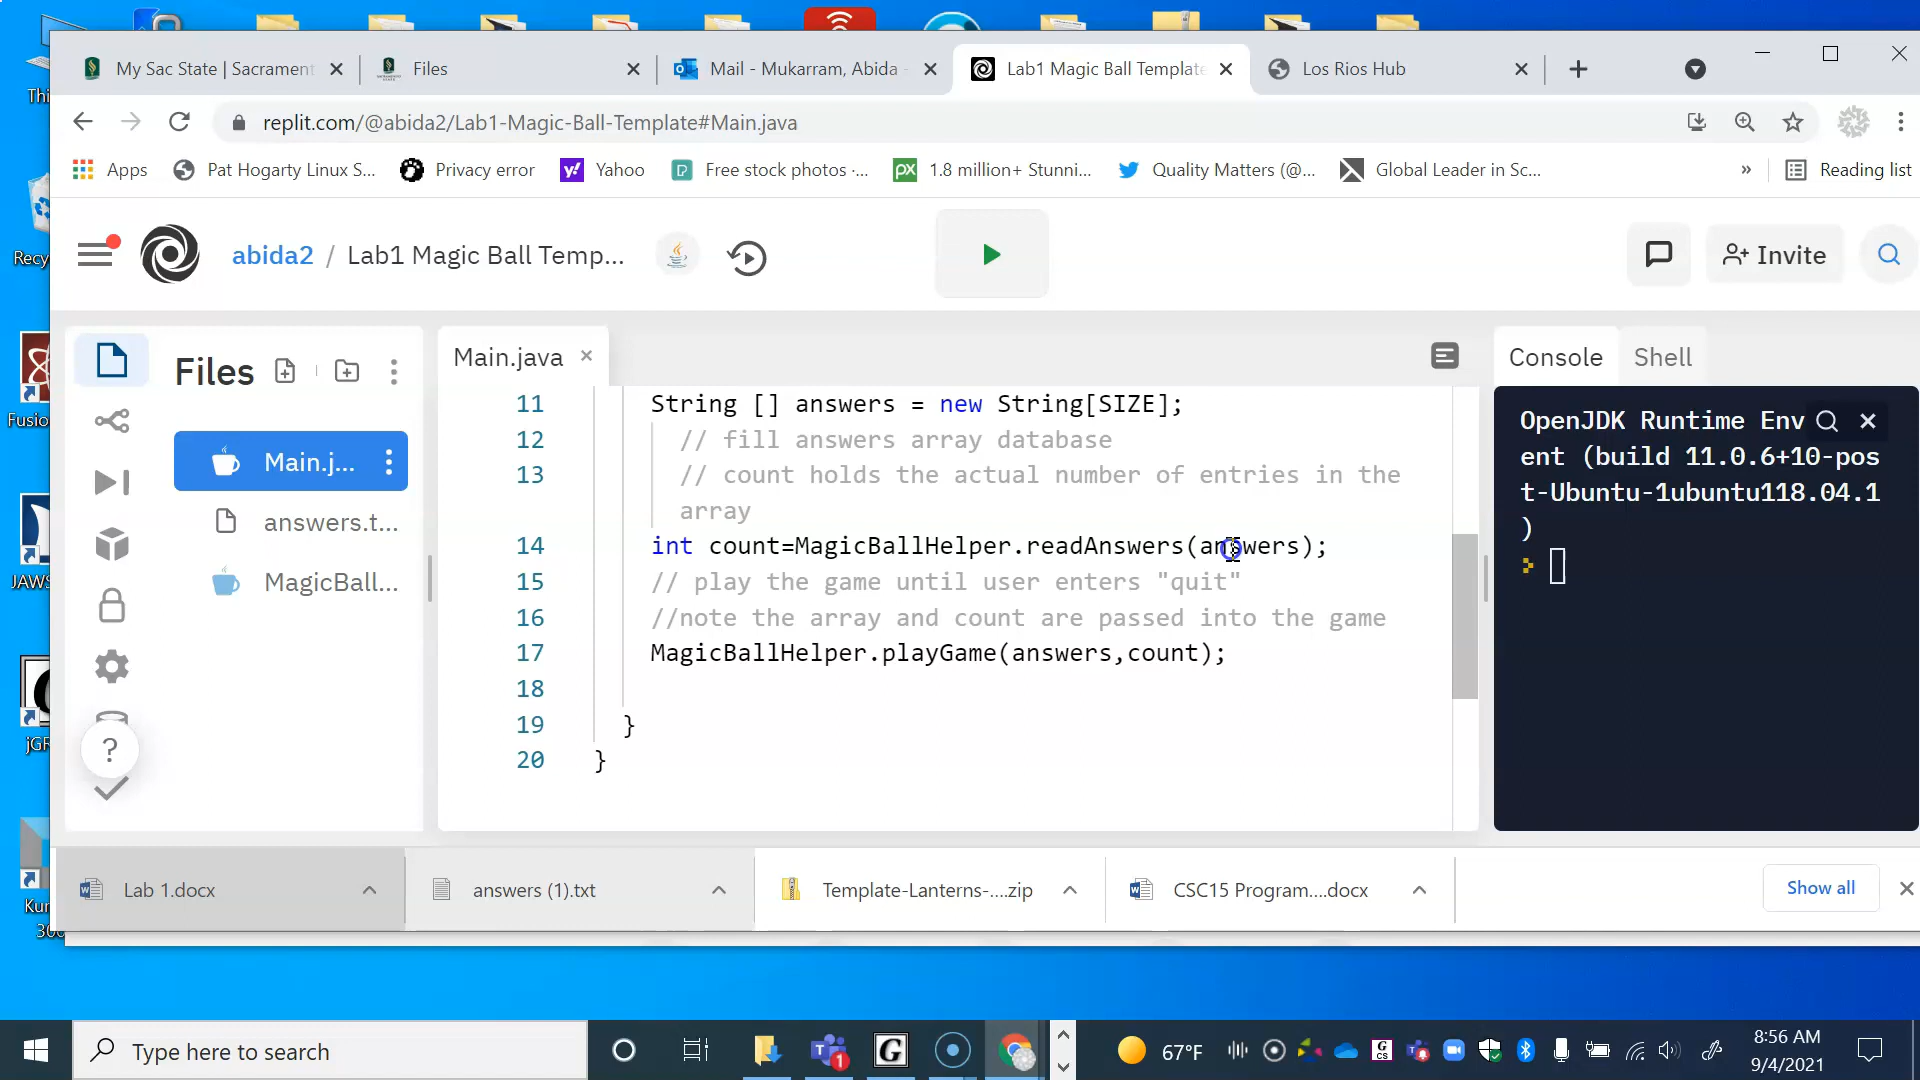 My Sac State | Sacrament
Files
Mail - Mukarram, Abida -
Lab1 Magic Ball Template
Los Rios Hub
replit.com/@abida2/Lab1-Magic-Ball-Template#Main.java
Apps
Pat Hogarty Linux S...
Privacy error
Yahoo
Free stock photos ·...
1.8 million+ Stunni...
Quality Matters (@...
Global Leader in Sc...
»
Reading list
abida2 / Lab1 Magic Ball Temp...
Invite
Files
Main.j...
answers.t...
MagicBall...
Main.java
11 String [] answers = new String[SIZE];
12 // fill answers array database
13 // count holds the actual number of entries in the
array
14 int count=MagicBallHelper.readAnswers(answers);
15 // play the game until user enters "quit"
16 //note the array and count are passed into the game
17 MagicBallHelper.playGame(answers,count);
18
19 }
20 }
Console
Shell
OpenJDK Runtime Env
ent (build 11.0.6+10-pos
t-Ubuntu-1ubuntu118.04.1
)
Thi
Recy
Fusio
JAWS
jGR
Kur
30
?
Lab 1.docx
answers (1).txt
Template-Lanterns-....zip
CSC15 Program....docx
Show all
Type here to search
67°F
8:56 AM
9/4/2021